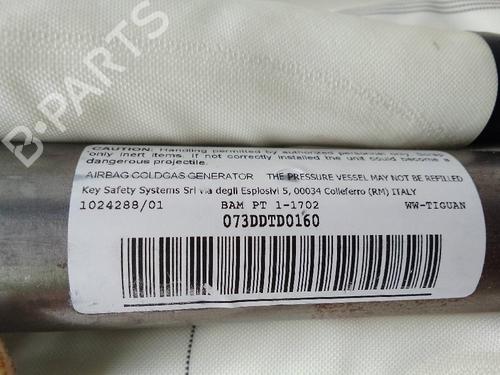 B-PARTS
CAUTION: Handling permitted by authorized personnel only. Scrap
only inert items. If not correctly installed the unit could become a
dangerous projectile.
AIRBAG COLDGAS GENERATOR THE PRESSURE VESSEL MAY NOT BE REFILLED
Key Safety Systems Srl via degli Esplosivi 5, 00034 Colleferro (RM) ITALY
1024288/01 BAM PT 1-1702 WW-TIGUAN
073DDTD0160